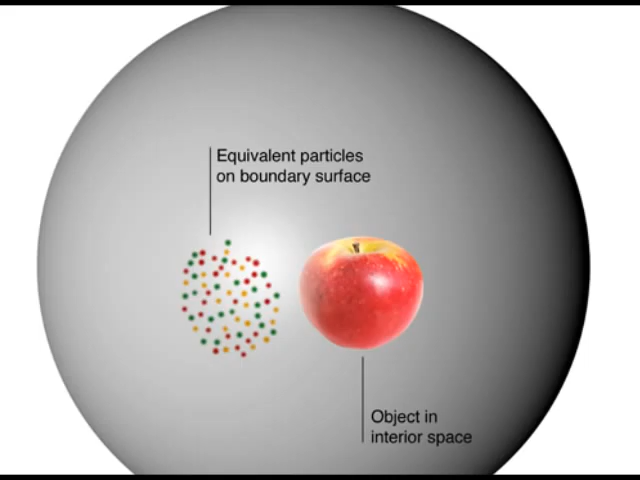 Equivalent particles
on boundary surface
Object in
interior space